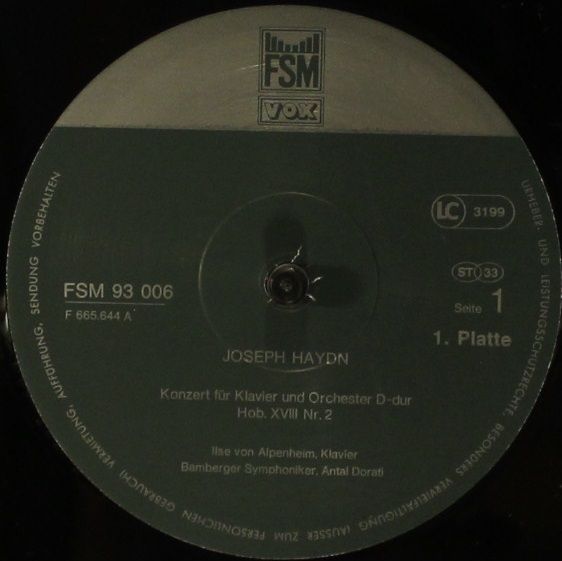 FSM
VOX
LC 3199
ST 33
FSM 93 006
F 665.644 A
Seite 1
1. Platte
JOSEPH HAYDN
Konzert für Klavier und Orchester D-dur
Hob. XVIII Nr. 2
Ilse von Alpenheim, Klavier
Bamberger Symphoniker, Antal Dorati
URHEBER- UND LEISTUNGSSCHUTZRECHTE, BESONDERS VERVIELFÄLTIGUNG (AUSSER ZUM PERSÖNLICHEN GEBRAUCH) VERMIETUNG, AUFFÜHRUNG, SENDUNG VORBEHALTEN